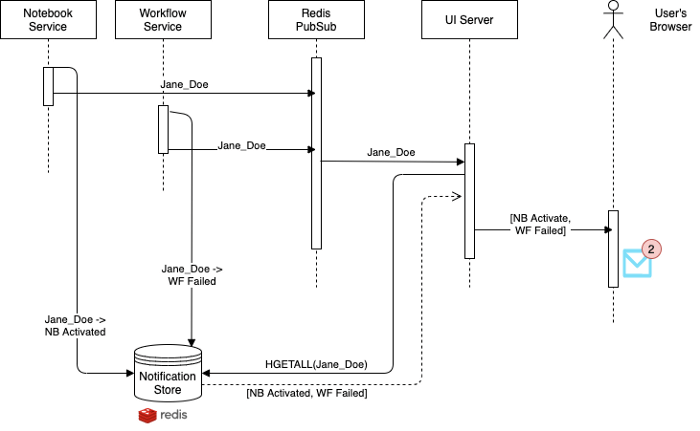 Notebook
Service
Workflow
Service
Redis
PubSub
UI Server
User's
Browser
Jane_Doe
Jane_Doe
Jane_Doe
[NB Activate,
WF Failed]
2
Jane_Doe ->
WF Failed
Jane_Doe ->
NB Activated
HGETALL(Jane_Doe)
Notification
Store
[NB Activated, WF Failed]
redis